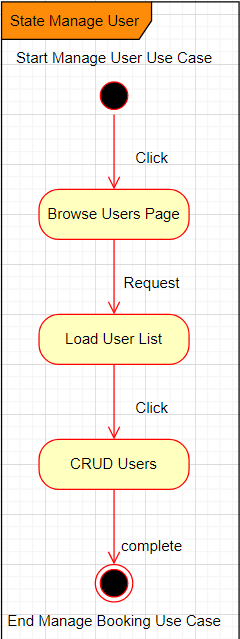 State Manage User
Start Manage User Use Case
Click
Browse Users Page
Request
Load User List
Click
CRUD Users
complete
End Manage Booking Use Case